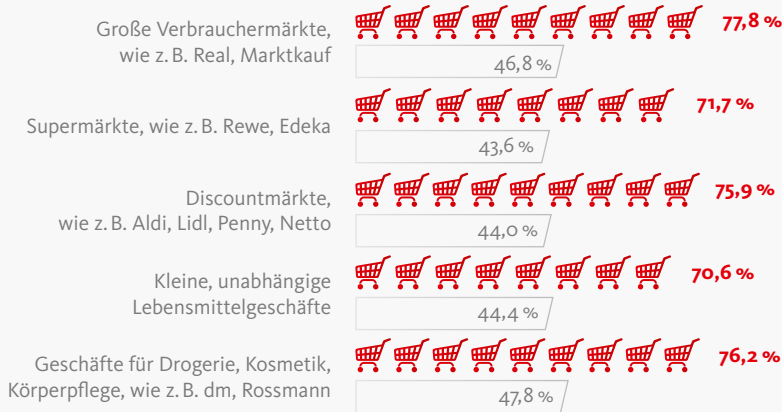 Große Verbrauchermärkte,
wie z. B. Real, Marktkauf
77,8 %
46,8 %
Supermärkte, wie z. B. Rewe, Edeka
71,7 %
43,6 %
Discountmärkte,
wie z. B. Aldi, Lidl, Penny, Netto
75,9 %
44,0 %
Kleine, unabhängige
Lebensmittelgeschäfte
70,6 %
44,4 %
Geschäfte für Drogerie, Kosmetik,
Körperpflege, wie z. B. dm, Rossmann
76,2 %
47,8 %